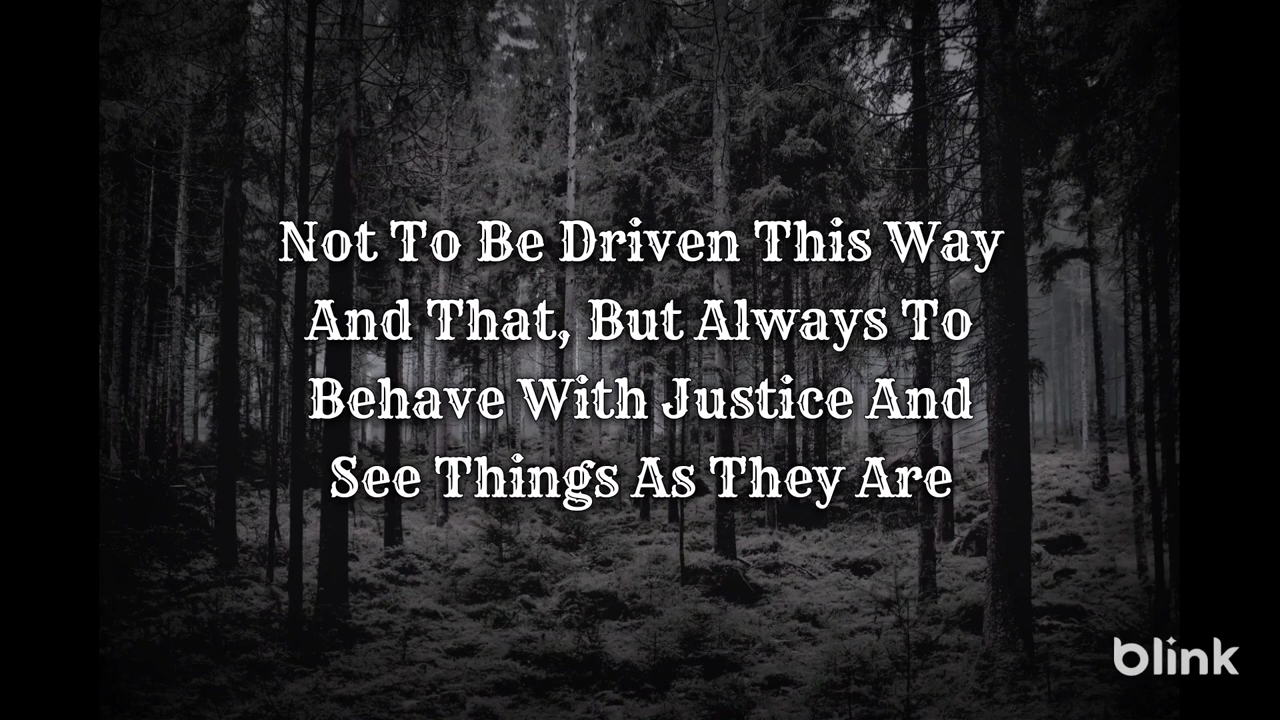 Not To Be Driven This Way
And That, But Always To
Behave With Justice And
See Things As They Are
blink